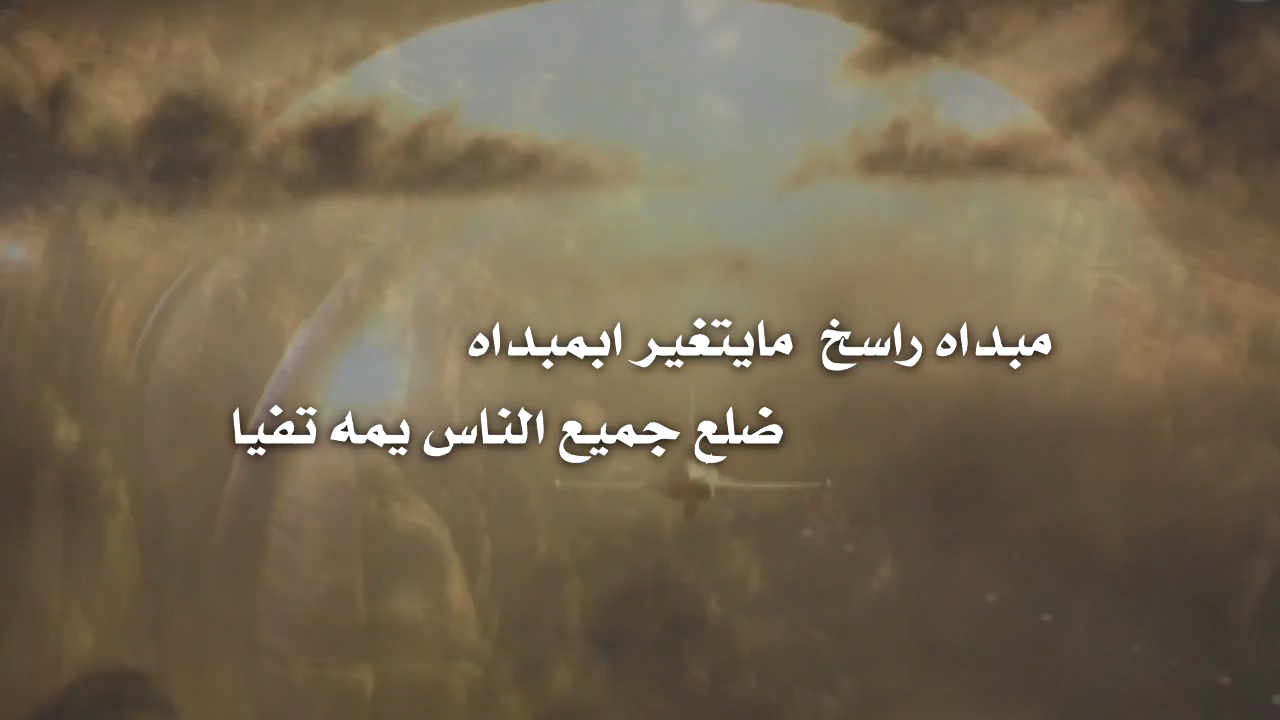 مبداه راسخ مايتغير ابمبداه
ضلع جميع الناس يمه تفيا